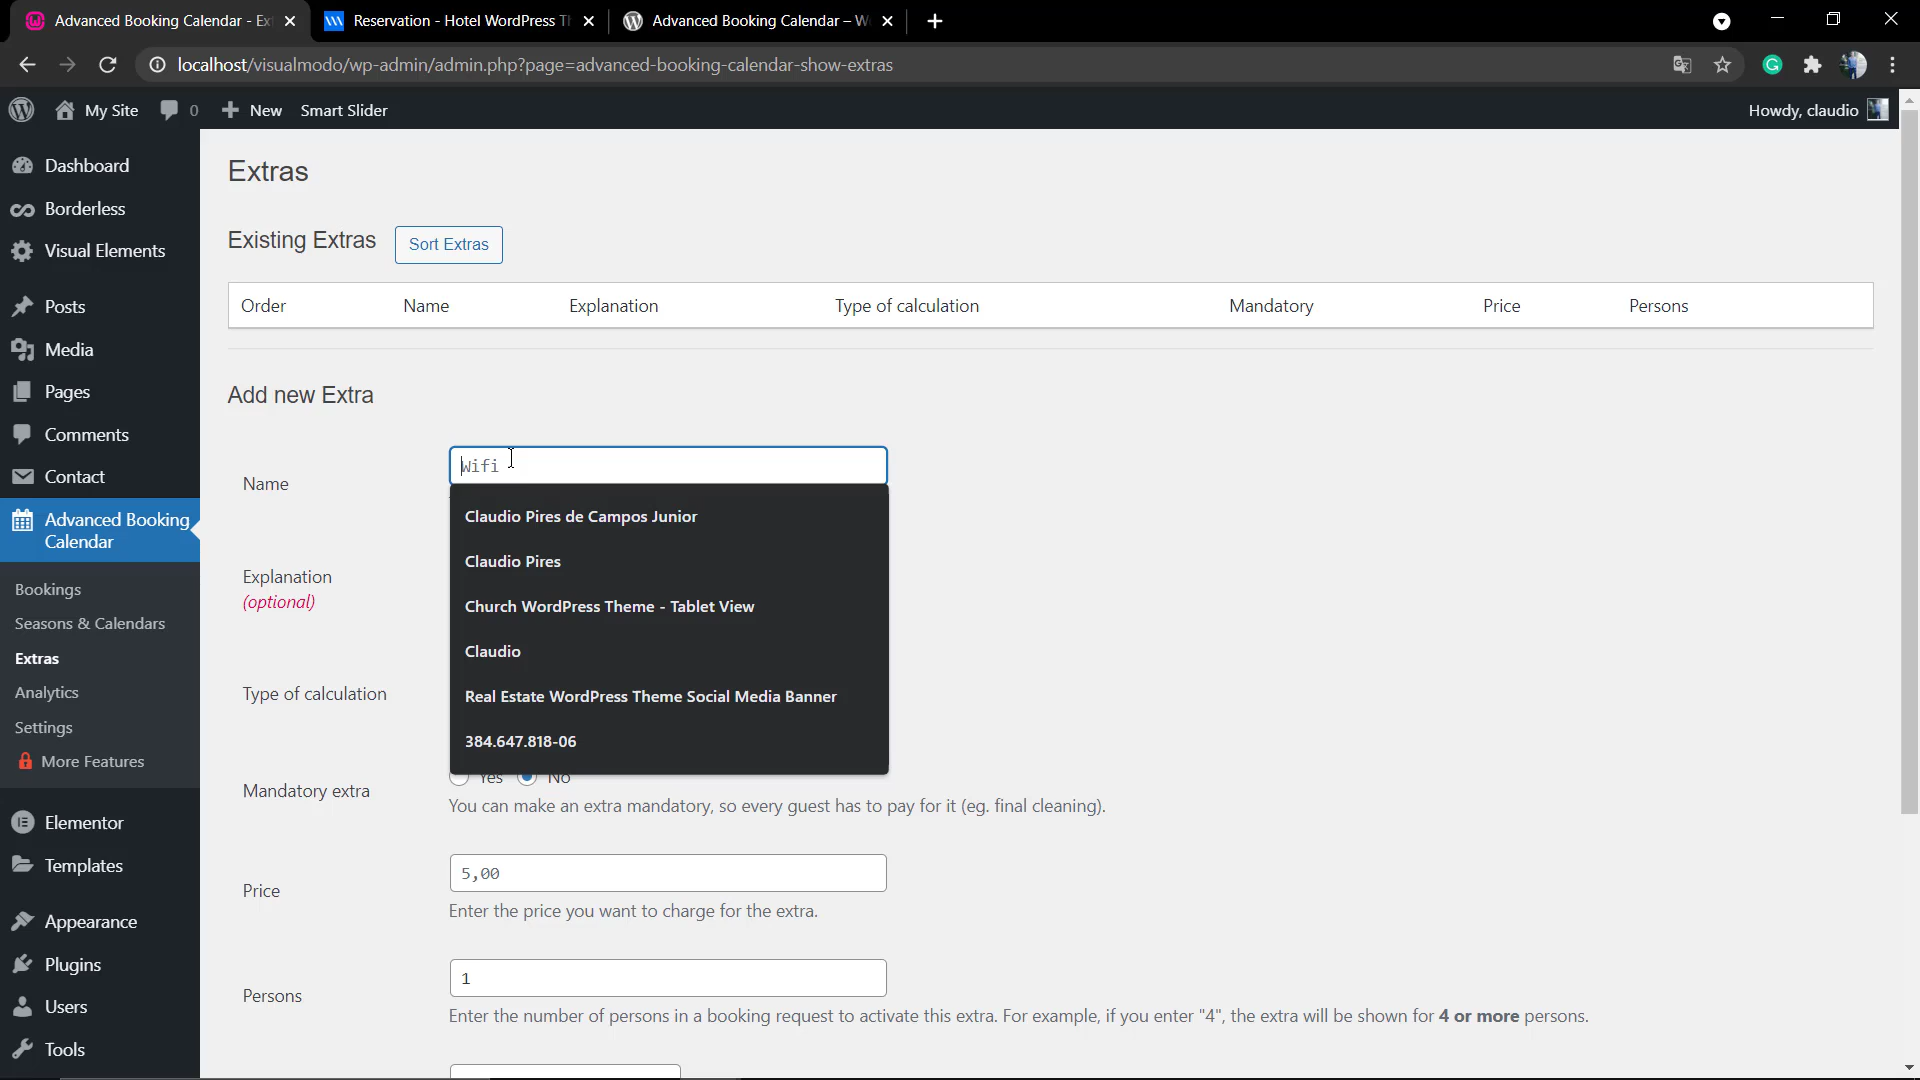 Advanced Booking Calendar - Ex
Reservation - Hotel WordPress Th
Advanced Booking Calendar – W
localhost/visualmodo/wp-admin/admin.php?page=advanced-booking-calendar-show-extras
My Site
0
New
Smart Slider
Howdy, claudio
Dashboard
Borderless
Visual Elements
Posts
Media
Pages
Comments
Contact
Advanced Booking
Calendar
Bookings
Seasons & Calendars
Extras
Analytics
Settings
More Features
Elementor
Templates
Appearance
Plugins
Users
Tools
Extras
Existing Extras
Sort Extras
Order Name Explanation Type of calculation Mandatory Price Persons
Add new Extra
Name
Wifi
Claudio Pires de Campos Junior
Claudio Pires
Church WordPress Theme - Tablet View
Claudio
Real Estate WordPress Theme Social Media Banner
384.647.818-06
Explanation
(optional)
Type of calculation
Mandatory extra
Yes No
You can make an extra mandatory, so every guest has to pay for it (eg. final cleaning).
Price
5,00
Enter the price you want to charge for the extra.
Persons
1
Enter the number of persons in a booking request to activate this extra. For example, if you enter "4", the extra will be shown for 4 or more persons.